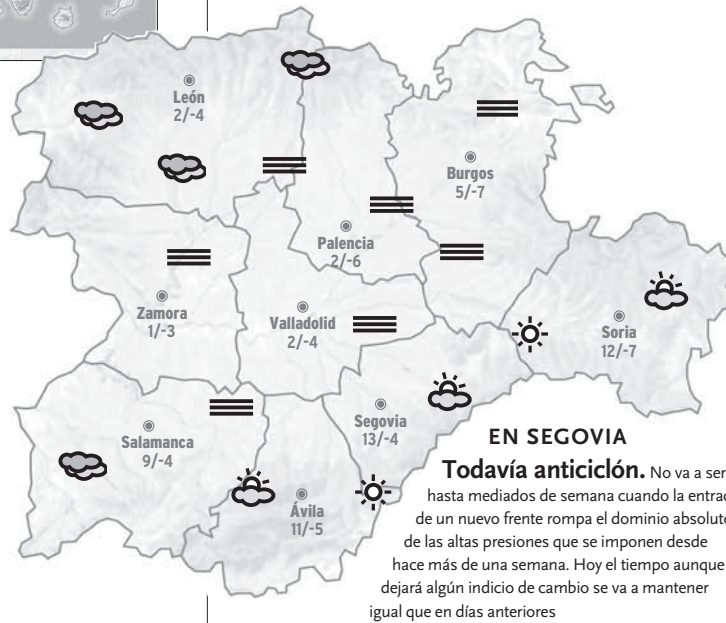 León
2/-4
Burgos
5/-7
Palencia
2/-6
Zamora
1/-3
Valladolid
2/-4
Soria
12/-7
Segovia
13/-4
Salamanca
9/-4
Ávila
11/-5
EN SEGOVIA
Todavía anticiclón. No va a ser
hasta mediados de semana cuando la
de un nuevo frente rompa el dominio
de las altas presiones que se imponen desde
hace más de una semana. Hoy el tiempo aunque
dejará algún indicio de cambio se va a mantener
igual que en días anteriores